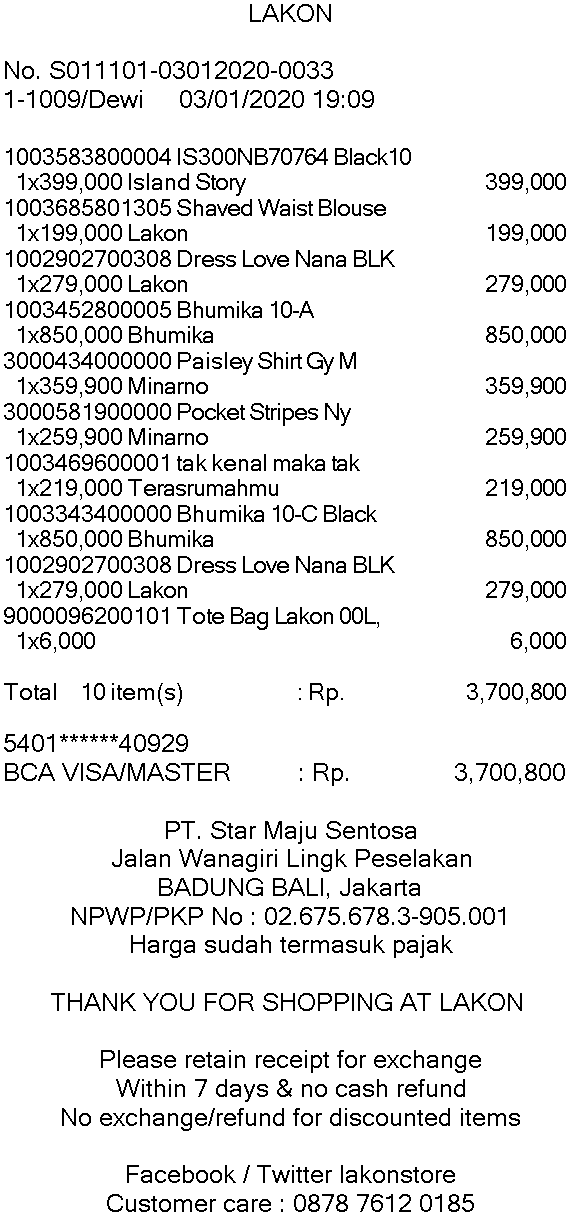 LAKON
No. S011101-03012020-0033
1-1009/Dewi 03/01/2020 19:09
1003583800004 IS300NB70764 Black10
1x399,000 Island Story 399,000
1003685801305 Shaved Waist Blouse
1x199,000 Lakon 199,000
1002902700308 Dress Love Nana BLK
1x279,000 Lakon 279,000
1003452800005 Bhumika 10-A
1x850,000 Bhumika 850,000
3000434000000 Paisley Shirt Gy M
1x359,900 Minarno 359,900
3000581900000 Pocket Stripes Ny
1x259,900 Minarno 259,900
1003469600001 tak kenal maka tak
1x219,000 Terasrumahmu 219,000
1003343400000 Bhumika 10-C Black
1x850,000 Bhumika 850,000
1002902700308 Dress Love Nana BLK
1x279,000 Lakon 279,000
9000096200101 Tote Bag Lakon 00L,
1x6,000 6,000
Total 10 item(s) : Rp. 3,700,800
5401******40929
BCA VISA/MASTER : Rp. 3,700,800
PT. Star Maju Sentosa
Jalan Wanagiri Lingk Peselakan
BADUNG BALI, Jakarta
NPWP/PKP No : 02.675.678.3-905.001
Harga sudah termasuk pajak
THANK YOU FOR SHOPPING AT LAKON
Please retain receipt for exchange
Within 7 days & no cash refund
No exchange/refund for discounted items
Facebook / Twitter lakonstore
Customer care : 0878 7612 0185